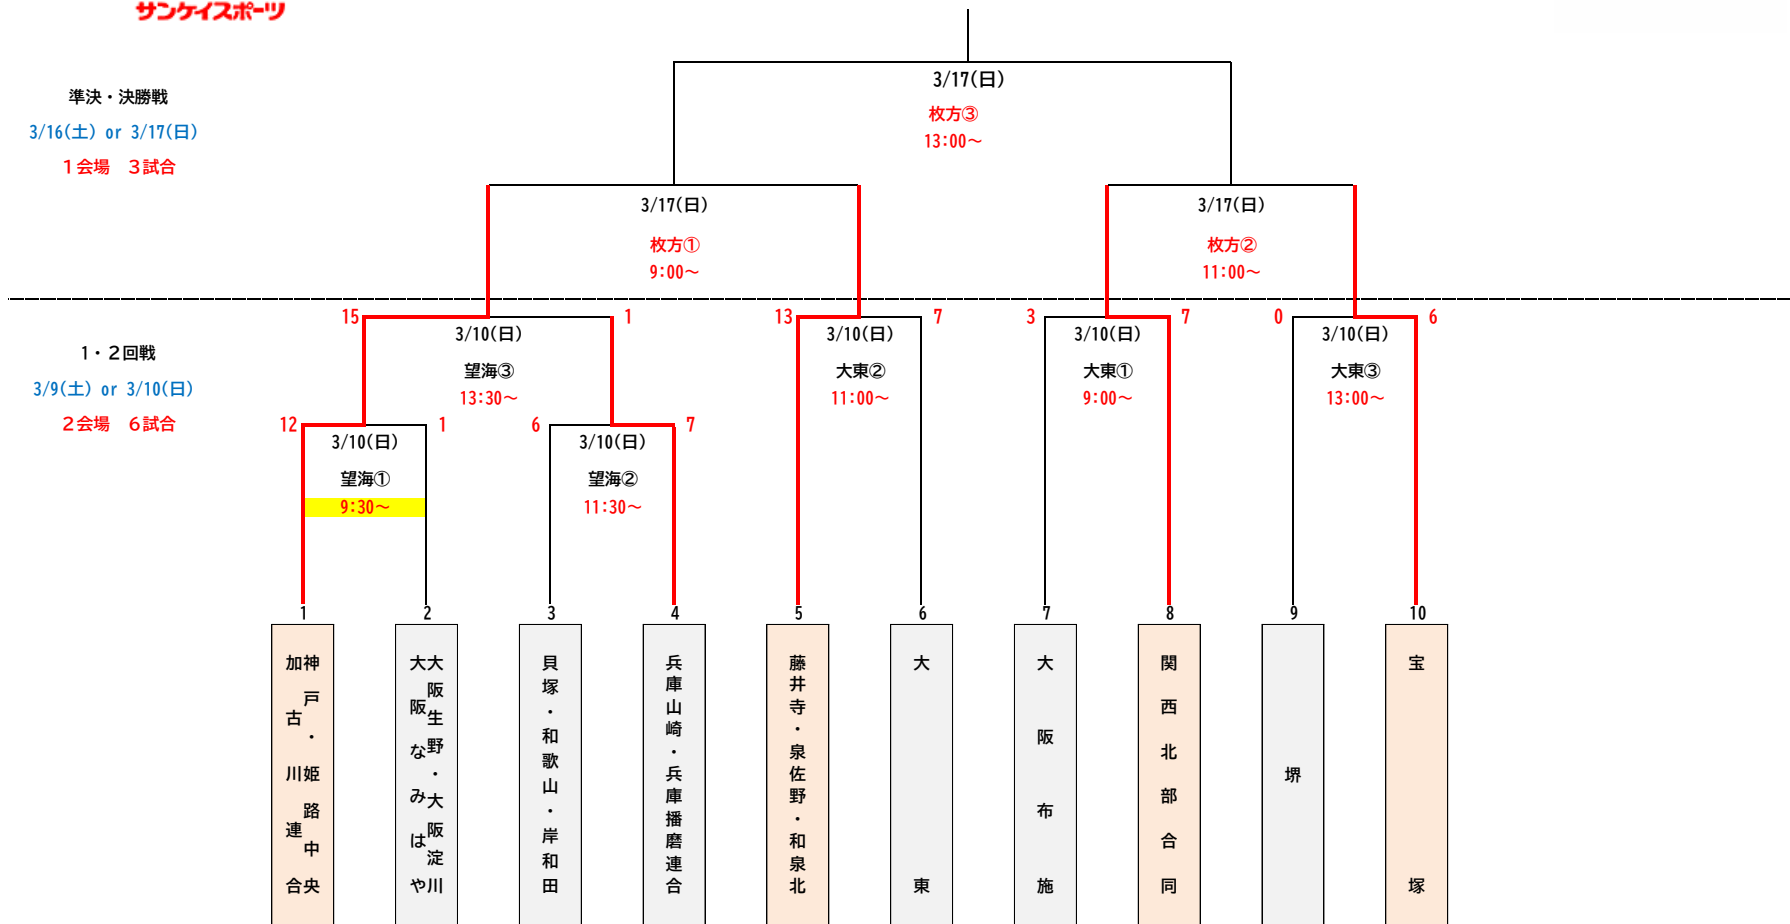 サンケイスポーツ
3/17(日)
枚方③
13:00～
準決・決勝戦
3/16(土) or 3/17(日)
１会場　３試合
3/17(日)
枚方①
9:00～
3/17(日)
枚方②
11:00～
15
1
13
7
3
7
0
6
3/10(日)
望海③
13:30～
3/10(日)
大東②
11:00～
3/10(日)
大東①
9:00～
3/10(日)
大東③
13:00～
1・２回戦
3/9(土) or 3/10(日)
２会場　６試合
12
1
6
7
3/10(日)
望海①
9:30～
3/10(日)
望海②
11:30～
1
2
3
4
5
6
7
8
9
10
神戸・姫路中央
加古川連合
大阪生野・大阪淀川
大阪なみはや
貝塚・和歌山・岸和田
兵庫山崎・兵庫播磨連合
藤井寺・泉佐野・和泉北
大東
大阪布施
関西北部合同
堺
宝塚